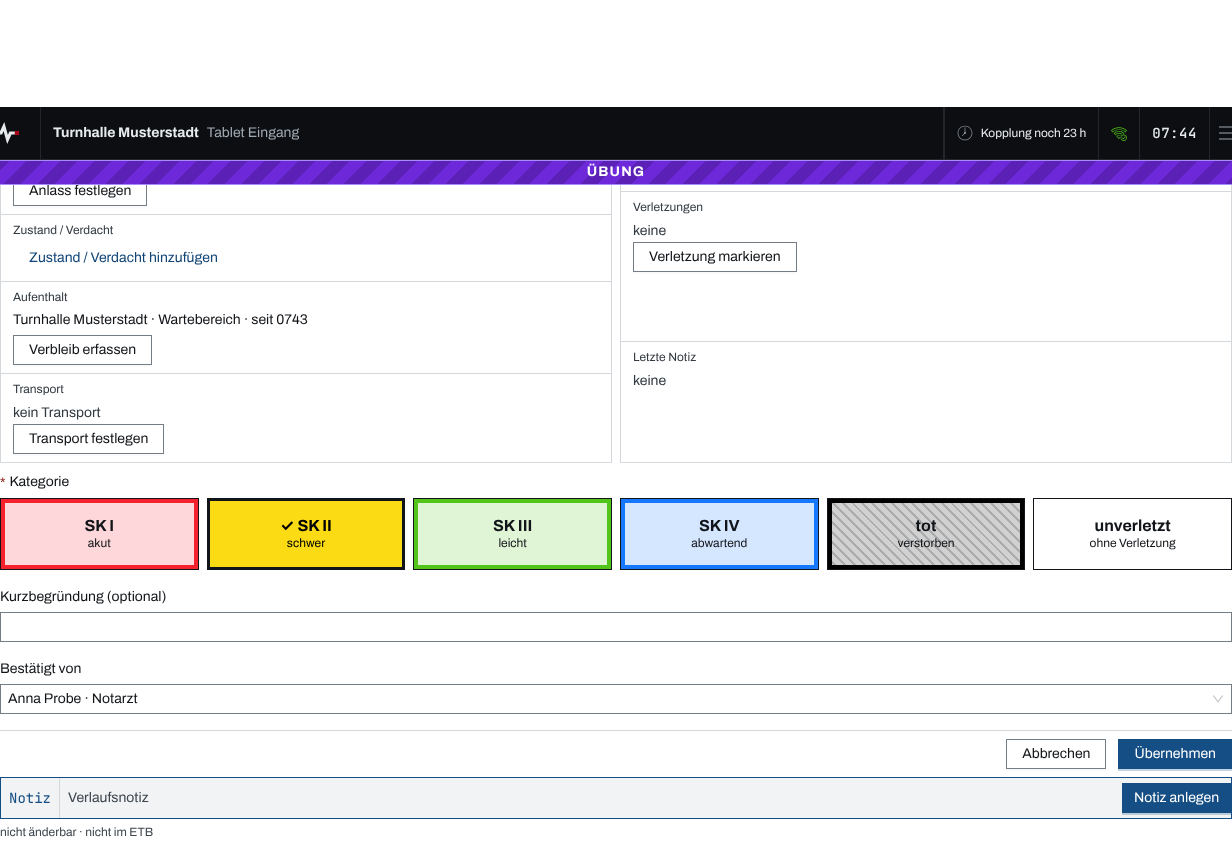 Turnhalle Musterstadt Tablet Eingang Kopplung noch 23 h 07:44
ÜBUNG
Anlass festlegen
Zustand / Verdacht
Zustand / Verdacht hinzufügen
Aufenthalt
Turnhalle Musterstadt · Wartebereich · seit 0743
Verbleib erfassen
Transport
kein Transport
Transport festlegen
Verletzungen
keine
Verletzung markieren
Letzte Notiz
keine
* Kategorie
SK I
akut
✓ SK II
schwer
SK III
leicht
SK IV
abwartend
tot
verstorben
unverletzt
ohne Verletzung
Kurzbegründung (optional)
Bestätigt von
Anna Probe · Notarzt
Abbrechen Übernehmen
Notiz Verlaufsnotiz Notiz anlegen
nicht änderbar · nicht im ETB